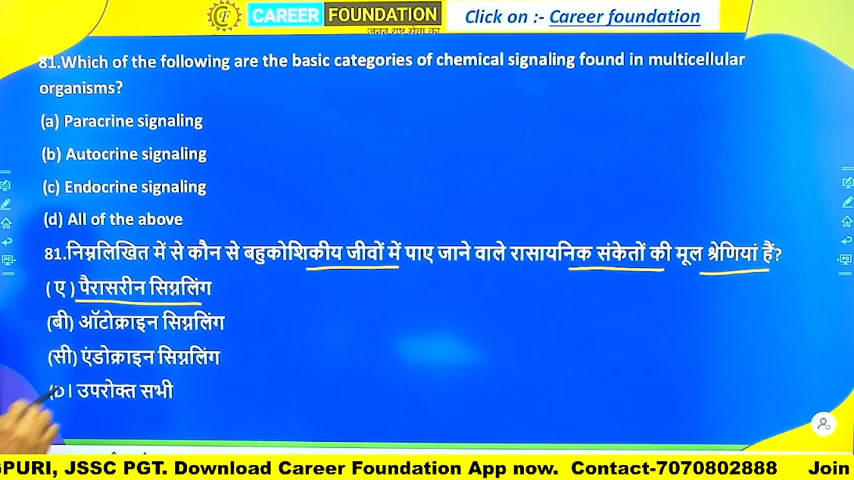 CAREER FOUNDATION
Click on :- Career foundation
81.Which of the following are the basic categories of chemical signaling found in multicellular
organisms?
(a) Paracrine signaling
(b) Autocrine signaling
(c) Endocrine signaling
(d) All of the above
81.निम्नलिखित में से कौन से बहुकोशिकीय जीवों में पाए जाने वाले रासायनिक संकेतों की मूल श्रेणियां हैं?
( ए ) पैरासरीन सिग्नलिंग
(बी) ऑटोक्राइन सिग्नलिंग
(सी) एंडोक्राइन सिग्नलिंग
उपरोक्त सभी
GPURI, JSSC PGT. Download Career Foundation App now. Contact-7070802888 Join